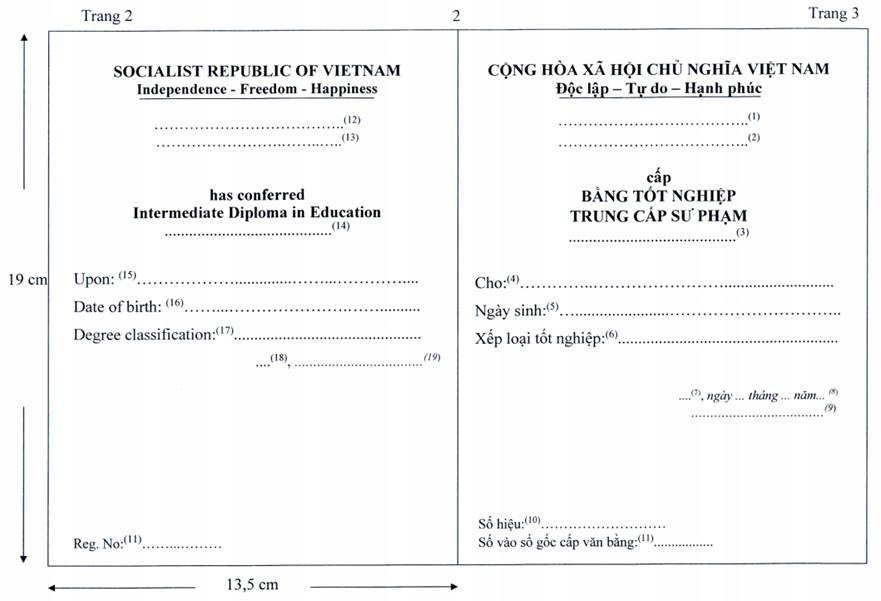 Trang 2
2
Trang 3
SOCIALIST REPUBLIC OF VIETNAM
Independence - Freedom - Happiness
..........................................(12)
..........................................(13)
has conferred
Intermediate Diploma in Education
..........................................(14)
Upon: (15)..........................................
Date of birth: (16)..........................................
Degree classification:(17)..........................................
....(18), ................................(19)
Reg. No:(11)..................
CỘNG HÒA XÃ HỘI CHỦ NGHĨA VIỆT NAM
Độc lập – Tự do – Hạnh phúc
..........................................(1)
..........................................(2)
cấp
BẰNG TỐT NGHIỆP
TRUNG CẤP SƯ PHẠM
..........................................(3)
Cho:(4)..........................................
Ngày sinh:(5)..........................................
Xếp loại tốt nghiệp:(6)..........................................
....(7), ngày ... tháng ... năm... (8)
................................(9)
Số hiệu:(10)..........................
Số vào sổ gốc cấp văn bằng:(11)................
19 cm
13,5 cm